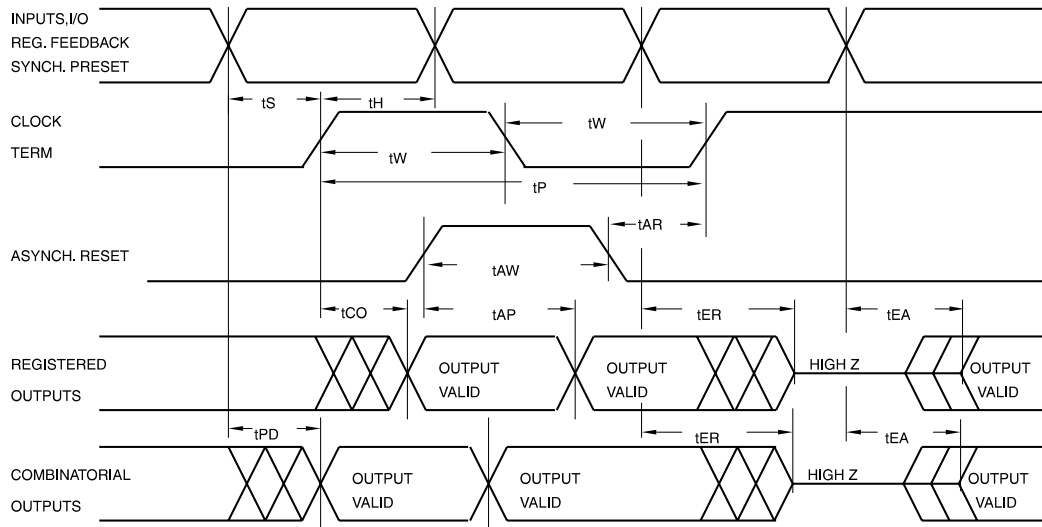 INPUTS,I/O
REG. FEEDBACK
SYNCH. PRESET
tS
tH
tW
CLOCK
TERM
tW
tP
tAR
ASYNCH. RESET
tAW
tCO
tAP
tER
tEA
REGISTERED
OUTPUTS
OUTPUT
VALID
OUTPUT
VALID
HIGH Z
OUTPUT
VALID
tPD
tER
tEA
COMBINATORIAL
OUTPUTS
OUTPUT
VALID
OUTPUT
VALID
HIGH Z
OUTPUT
VALID